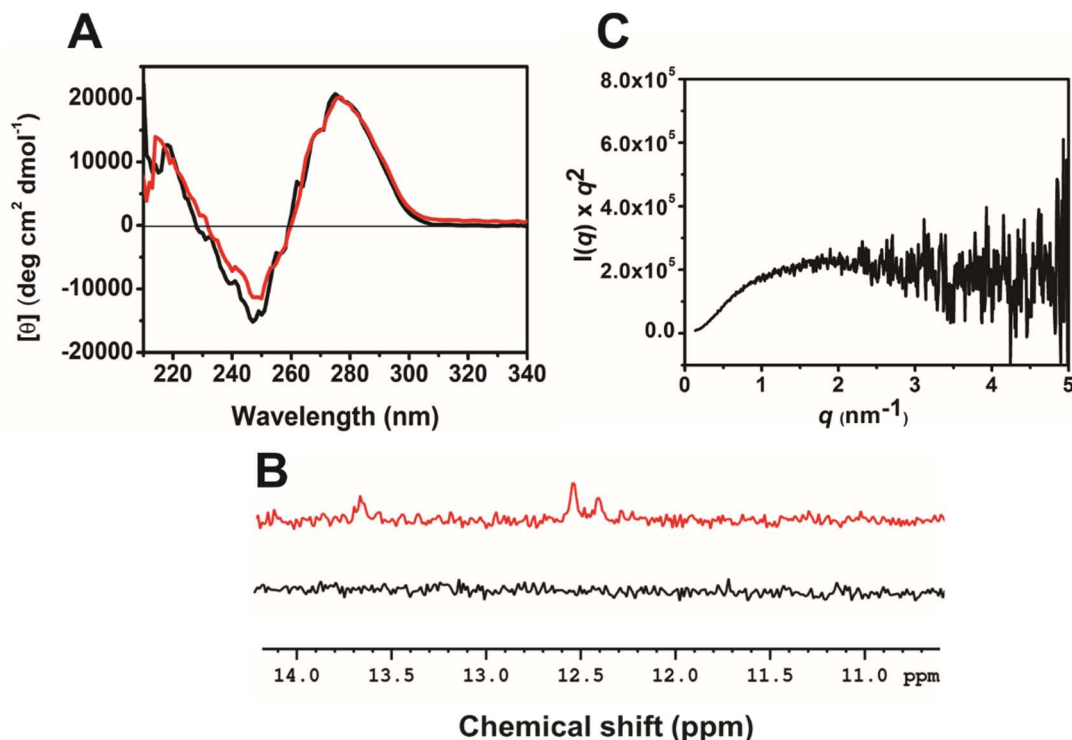 A
20000
10000
0
-10000
-20000
[θ] (deg cm² dmol⁻¹)
220 240 260 280 300 320 340
Wavelength (nm)
C
8.0x10⁵
6.0x10⁵
4.0x10⁵
2.0x10⁵
0.0
I(q) x q²
0 1 2 3 4 5
q (nm⁻¹)
B
14.0 13.5 13.0 12.5 12.0 11.5 11.0 ppm
Chemical shift (ppm)